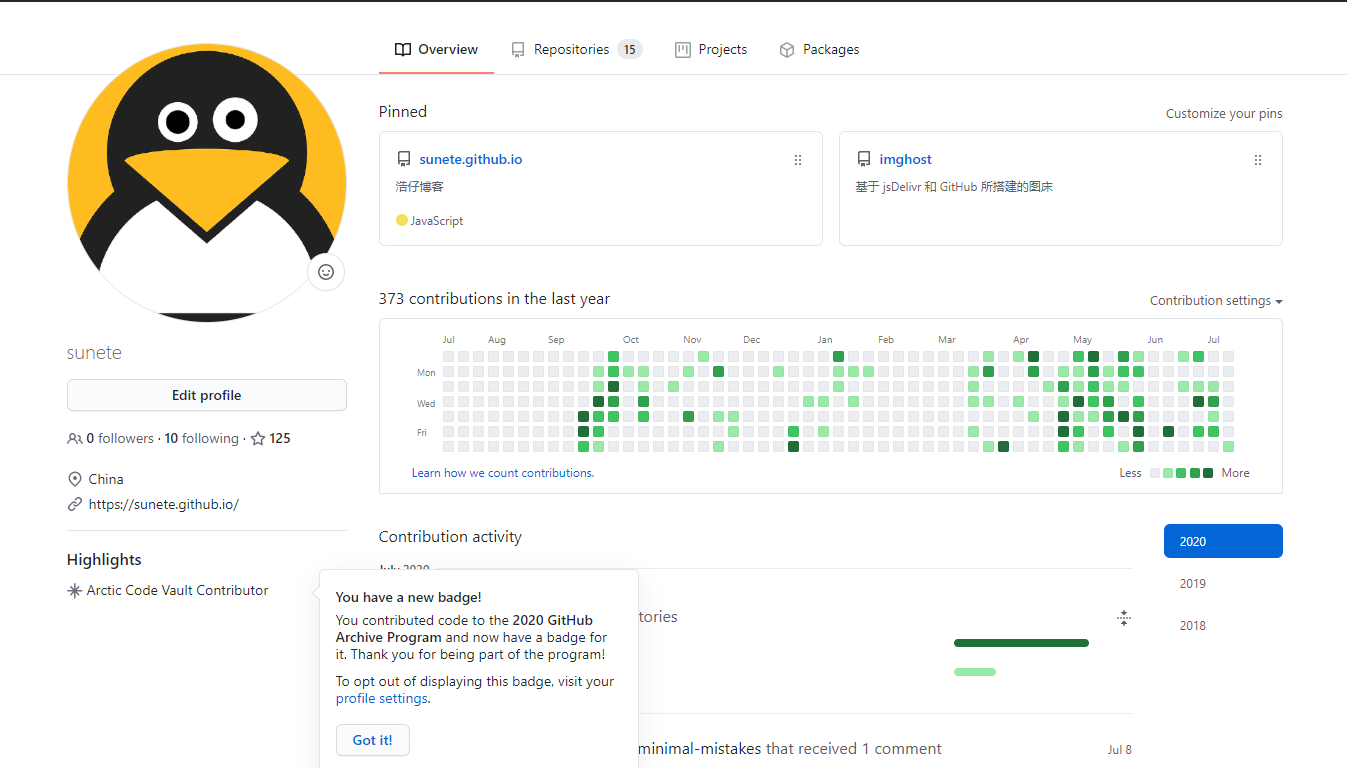 Overview Repositories 15 Projects Packages
Pinned
Customize your pins
sunete.github.io
浩仔博客
JavaScript
imghost
基于 jsDelivr 和 GitHub 所搭建的图床
sunete
Edit profile
0 followers · 10 following · 125
China
https://sunete.github.io/
Highlights
Arctic Code Vault Contributor
373 contributions in the last year
Contribution settings
Jul Aug Sep Oct Nov Dec Jan Feb Mar Apr May Jun Jul
Mon
Wed
Fri
Learn how we count contributions.
Less More
Contribution activity
2020
2019
2018
July 2020
tories
You have a new badge!
You contributed code to the 2020 GitHub
Archive Program and now have a badge for
it. Thank you for being part of the program!
To opt out of displaying this badge, visit your
profile settings.
Got it!
minimal-mistakes that received 1 comment
Jul 8